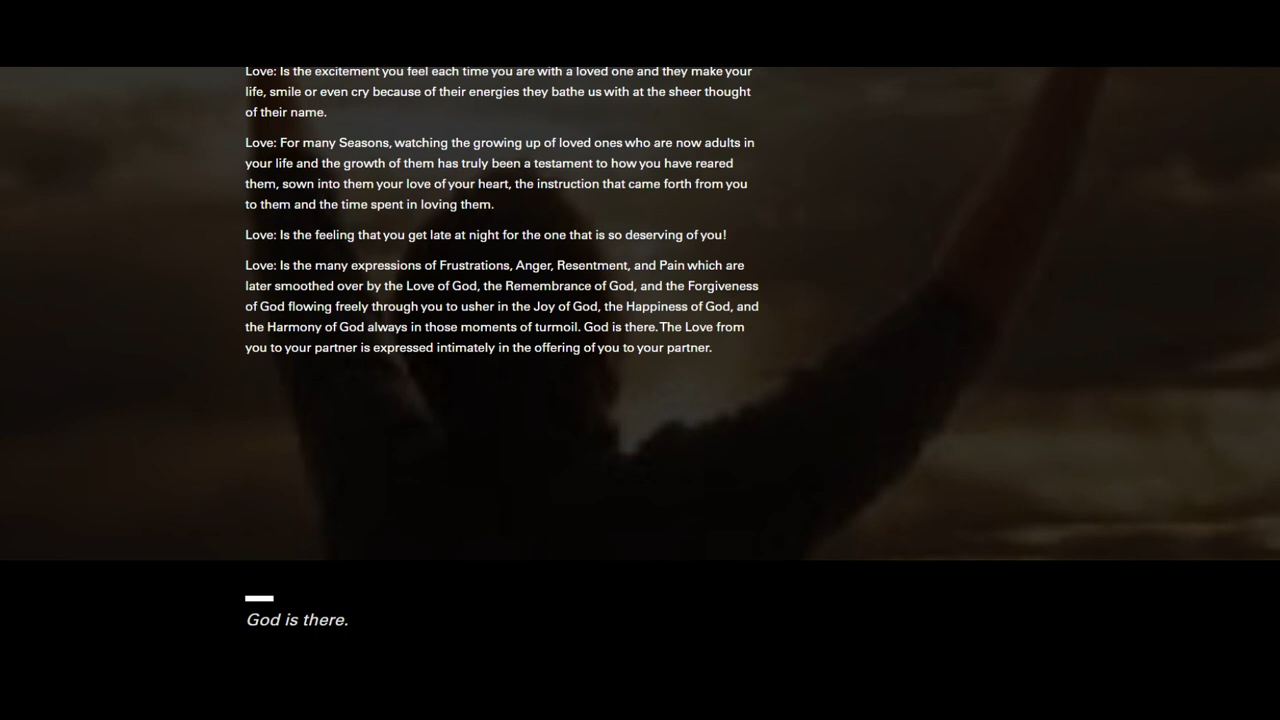 Love: Is the excitement you feel each time you are with a loved one and they make your
life, smile or even cry because of their energies they bathe us with at the sheer thought
of their name.
Love: For many Seasons, watching the growing up of loved ones who are now adults in
your life and the growth of them has truly been a testament to how you have reared
them, sown into them your love of your heart, the instruction that came forth from you
to them and the time spent in loving them.
Love: Is the feeling that you get late at night for the one that is so deserving of you!
Love: Is the many expressions of Frustrations, Anger, Resentment, and Pain which are
later smoothed over by the Love of God, the Remembrance of God, and the Forgiveness
of God flowing freely through you to usher in the Joy of God, the Happiness of God, and
the Harmony of God always in those moments of turmoil. God is there. The Love from
you to your partner is expressed intimately in the offering of you to your partner.
God is there.